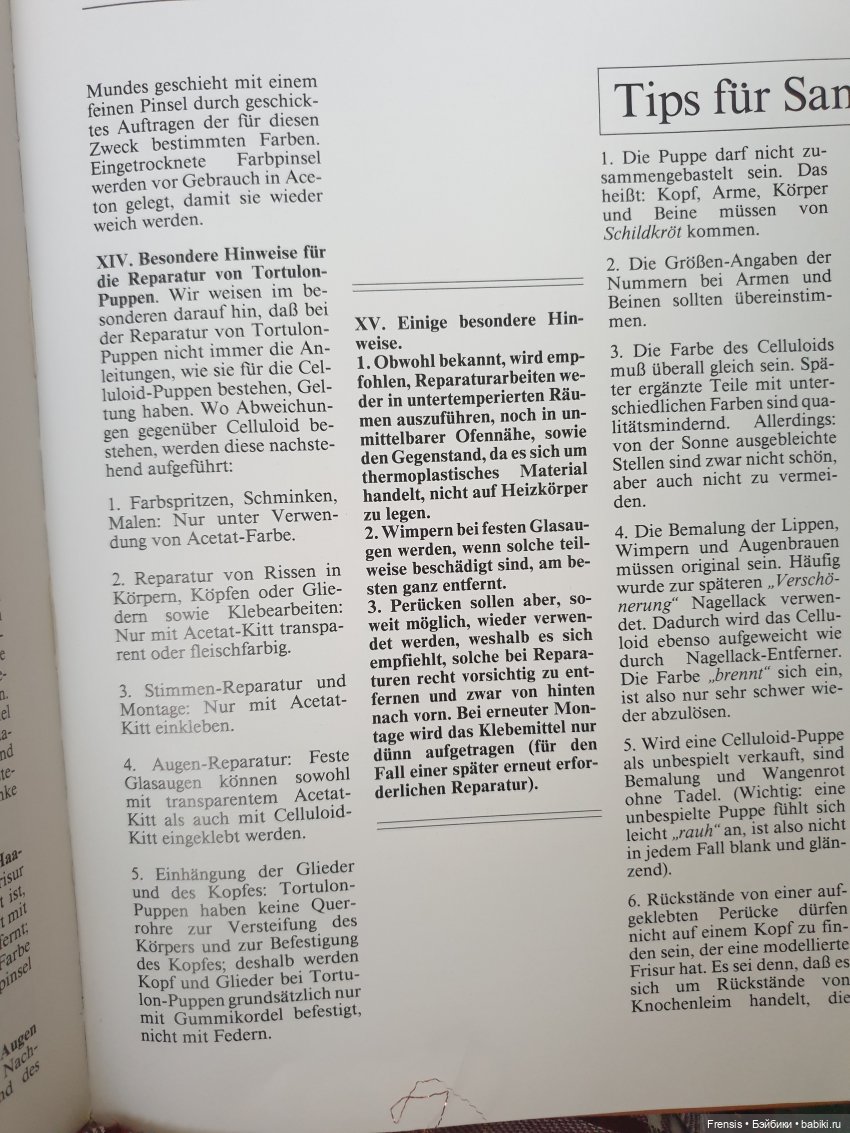 Mundes geschieht mit einem
feinen Pinsel durch geschick-
tes Auftragen der für diesen
Zweck bestimmten Farben.
Eingetrocknete Farbpinsel
werden vor Gebrauch in Ace-
ton gelegt, damit sie wieder
weich werden.
XIV. Besondere Hinweise für
die Reparatur von Tortulon-
Puppen. Wir weisen im be-
sonderen darauf hin, daß bei
der Reparatur von Tortulon-
Puppen nicht immer die An-
leitungen, wie sie für die Cel-
luloid-Puppen bestehen, Gel-
tung haben. Wo Abweichun-
gen gegenüber Celluloid be-
stehen, werden diese nachste-
hend aufgeführt:
1. Farbspritzen, Schminken,
Malen: Nur unter Verwen-
dung von Acetat-Farbe.
2. Reparatur von Rissen in
Körpern, Köpfen oder Glie-
dern sowie Klebearbeiten:
Nur mit Acetat-Kitt transpa-
rent oder fleischfarbig.
3. Stimmen-Reparatur und
Montage: Nur mit Acetat-
Kitt einkleben.
4. Augen-Reparatur: Feste
Glasaugen können sowohl
mit transparentem Acetat-
Kitt als auch mit Celluloid-
Kitt eingeklebt werden.
5. Einhängung der Glieder
und des Kopfes: Tortulon-
Puppen haben keine Quer-
rohre zur Versteifung des
Körpers und zur Befestigung
des Kopfes; deshalb werden
Kopf und Glieder bei Tortu-
lon-Puppen grundsätzlich nur
mit Gummikordel befestigt,
nicht mit Federn.
XV. Einige besondere Hin-
weise.
1. Obwohl bekannt, wird emp-
fohlen, Reparaturarbeiten we-
der in untertemperierten Räu-
men auszuführen, noch in un-
mittelbarer Ofennähe, sowie
den Gegenstand, da es sich um
thermoplastisches Material
handelt, nicht auf Heizkörper
zu legen.
2. Wimpern bei festen Glasau-
gen werden, wenn solche teil-
weise beschädigt sind, am be-
sten ganz entfernt.
3. Perücken sollen aber, so-
weit möglich, wieder verwen-
det werden, weshalb es sich
empfiehlt, solche bei Repara-
turen recht vorsichtig zu ent-
fernen und zwar von hinten
nach vorn. Bei erneuter Mon-
tage wird das Klebemittel nur
dünn aufgetragen (für den
Fall einer später erneut erfor-
derlichen Reparatur).
Tips für San
1. Die Puppe darf nicht zu-
sammengebastelt sein. Das
heißt: Kopf, Arme, Körper
und Beine müssen von
Schildkröt kommen.
2. Die Größen-Angaben der
Nummern bei Armen und
Beinen sollten übereinstim-
men.
3. Die Farbe des Celluloids
muß überall gleich sein. Spä-
ter ergänzte Teile mit unter-
schiedlichen Farben sind qua-
litätsmindernd. Allerdings:
von der Sonne ausgebleichte
Stellen sind zwar nicht schön,
aber auch nicht zu vermei-
den.
4. Die Bemalung der Lippen,
Wimpern und Augenbrauen
müssen original sein. Häufig
wurde zur späteren „Verschö-
nerung“ Nagellack verwen-
det. Dadurch wird das Cellu-
loid ebenso aufgeweicht wie
durch Nagellack-Entferner.
Die Farbe „brennt“ sich ein,
ist also nur sehr schwer wie-
der abzulösen.
5. Wird eine Celluloid-Puppe
als unbespielt verkauft, sind
Bemalung und Wangenrot
ohne Tadel. (Wichtig: eine
unbespielte Puppe fühlt sich
leicht „rauh“ an, ist also nicht
in jedem Fall blank und glän-
zend).
6. Rückstände von einer auf-
geklebten Perücke dürfen
nicht auf einem Kopf zu fin-
den sein, der eine modellierte
Frisur hat. Es sei denn, daß es
sich um Rückstände von
Knochenleim handelt, die
Frensis • Бэйбики • babiki.ru